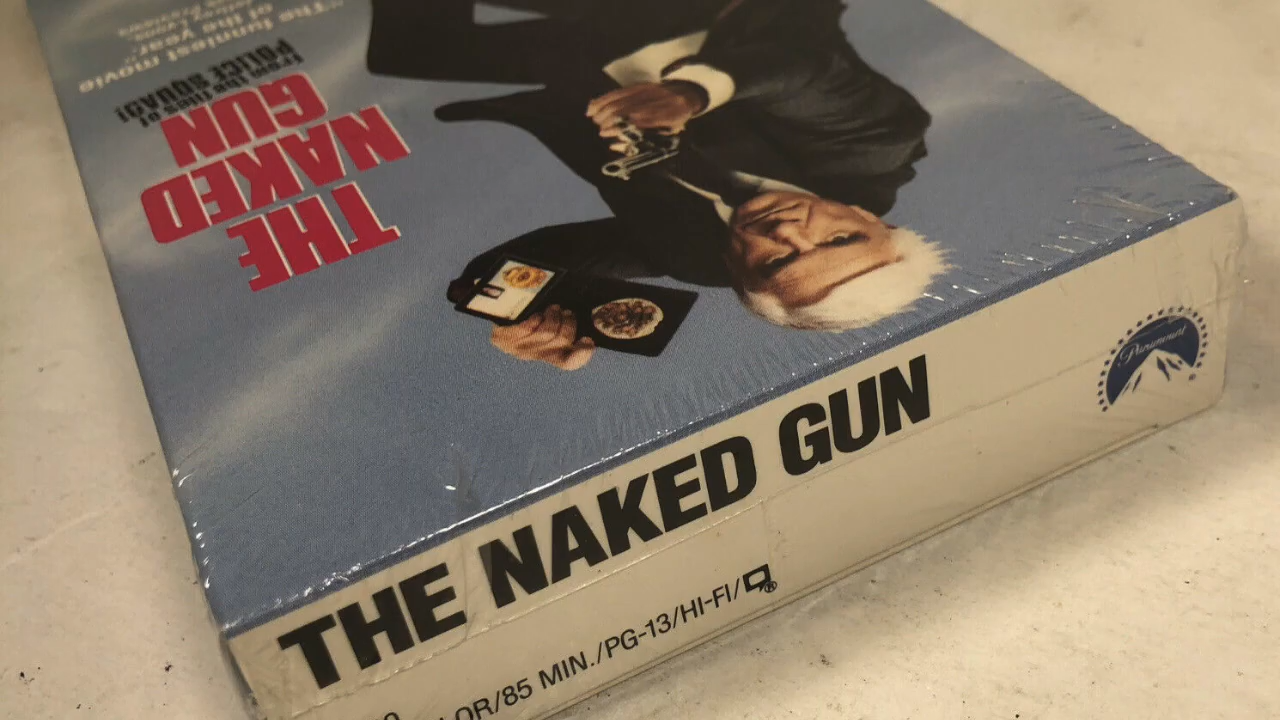 THE
NAKED
GUN
From the files of
POLICE SQUAD!
"The funniest movie
of the year"
THE NAKED GUN
Paramount
®
OR/85 MIN./PG-13/HI-FI/
®